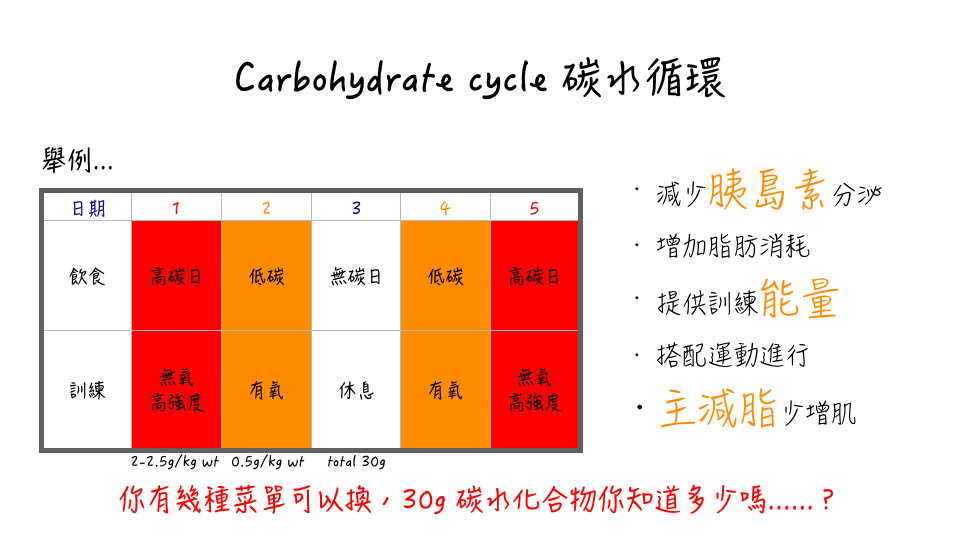 Carbohydrate cycle 碳水循環
舉例...
日期 1 2 3 4 5
飲食 高碳日 低碳 無碳日 低碳 高碳日
訓練 無氧 高強度 有氧 休息 有氧 無氧 高強度
2-2.5g/kg wt 0.5g/kg wt total 30g
· 減少胰島素分泌
· 增加脂肪消耗
· 提供訓練能量
· 搭配運動進行
· 主減脂少增肌
你有幾種菜單可以換，30g 碳水化合物你知道多少嗎......？